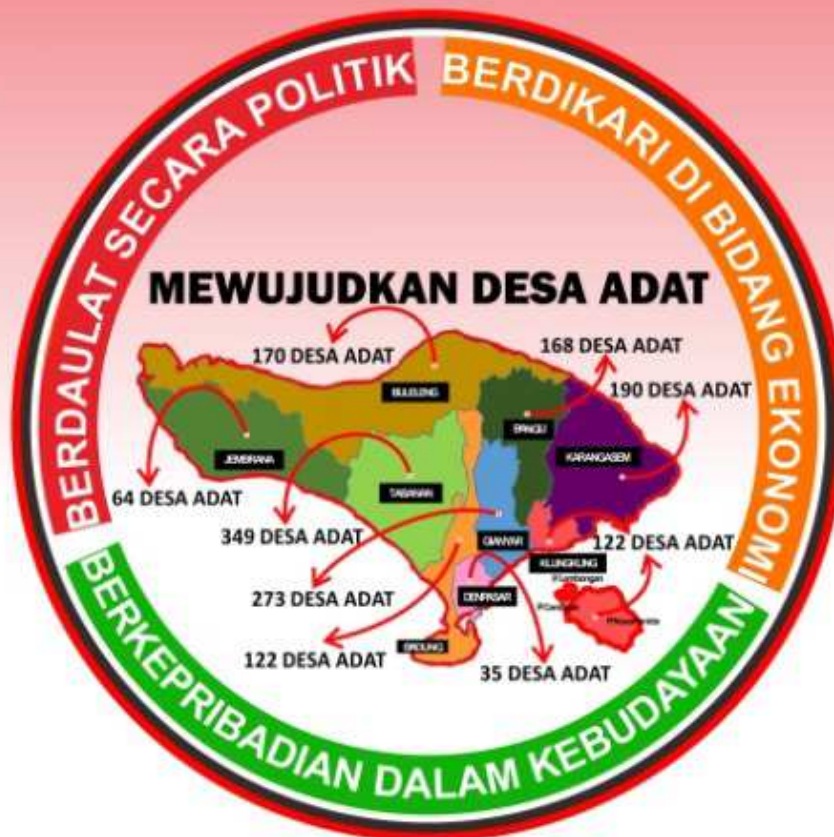 BERDAULAT SECARA POLITIK
BERDIKARI DI BIDANG EKONOMI
MEWUJUDKAN DESA ADAT
170 DESA ADAT
168 DESA ADAT
190 DESA ADAT
BULELENG
BANGLI
JEMBRANA
KARANGASEM
TABANAN
64 DESA ADAT
349 DESA ADAT
GIANYAR
122 DESA ADAT
KLUNGKUNG
P.Lembongan
273 DESA ADAT
DENPASAR
122 DESA ADAT
BADUNG
35 DESA ADAT
BERKEPRIBADIAN DALAM KEBUDAYAAN